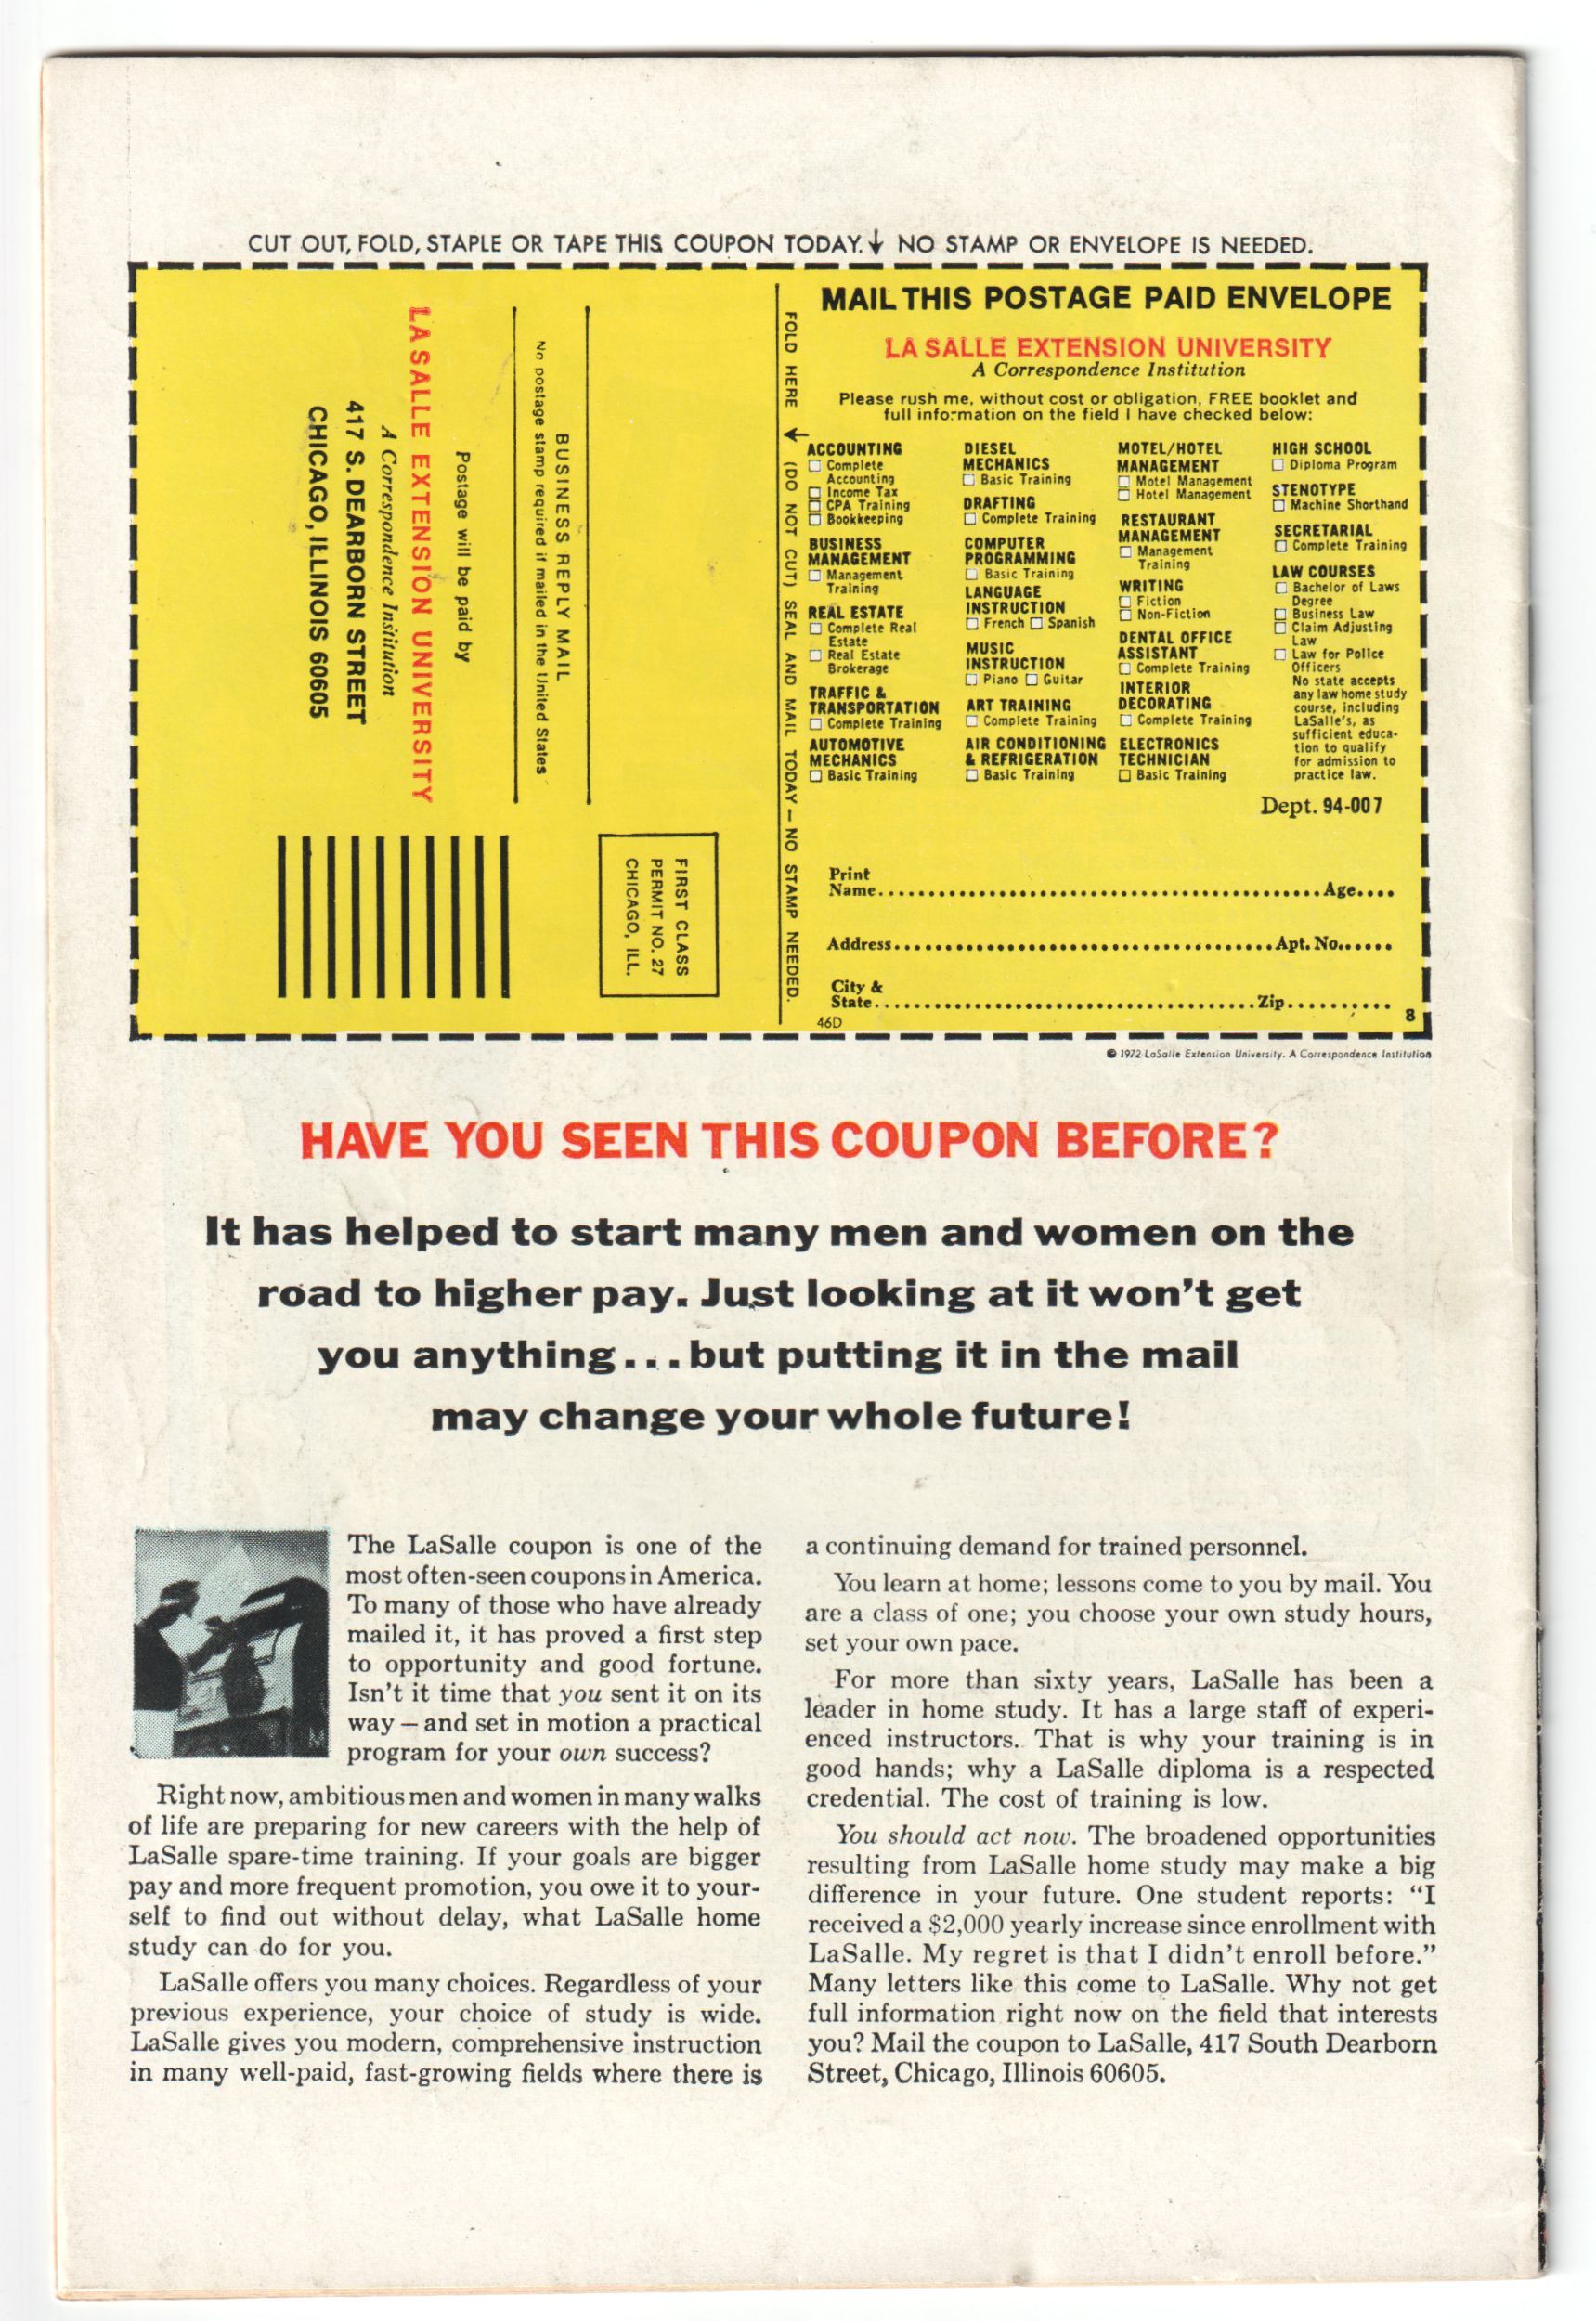 CUT OUT, FOLD, STAPLE OR TAPE THIS COUPON TODAY.↓ NO STAMP OR ENVELOPE IS NEEDED.
LA SALLE EXTENSION UNIVERSITY
A Correspondence Institution
417 S. DEARBORN STREET
CHICAGO, ILLINOIS 60605
Postage will be paid by
No postage stamp required if mailed in the United States
BUSINESS REPLY MAIL
FIRST CLASS
PERMIT NO. 27
CHICAGO, ILL.
FOLD HERE (DO NOT CUT) SEAL AND MAIL TODAY — NO STAMP NEEDED.
MAIL THIS POSTAGE PAID ENVELOPE
LA SALLE EXTENSION UNIVERSITY
A Correspondence Institution
Please rush me, without cost or obligation, FREE booklet and
full information on the field I have checked below:
ACCOUNTING
☐ Complete
Accounting
☐ Income Tax
☐ CPA Training
☐ Bookkeeping
BUSINESS
MANAGEMENT
☐ Management
Training
REAL ESTATE
☐ Complete Real
Estate
☐ Real Estate
Brokerage
TRAFFIC &
TRANSPORTATION
☐ Complete Training
AUTOMOTIVE
MECHANICS
☐ Basic Training
DIESEL
MECHANICS
☐ Basic Training
DRAFTING
☐ Complete Training
COMPUTER
PROGRAMMING
☐ Basic Training
LANGUAGE
INSTRUCTION
☐ French ☐ Spanish
MUSIC
INSTRUCTION
☐ Piano ☐ Guitar
ART TRAINING
☐ Complete Training
AIR CONDITIONING
& REFRIGERATION
☐ Basic Training
MOTEL/HOTEL
MANAGEMENT
☐ Motel Management
☐ Hotel Management
RESTAURANT
MANAGEMENT
☐ Management
Training
WRITING
☐ Fiction
☐ Non-Fiction
DENTAL OFFICE
ASSISTANT
☐ Complete Training
INTERIOR
DECORATING
☐ Complete Training
ELECTRONICS
TECHNICIAN
☐ Basic Training
HIGH SCHOOL
☐ Diploma Program
STENOTYPE
☐ Machine Shorthand
SECRETARIAL
☐ Complete Training
LAW COURSES
☐ Bachelor of Laws
Degree
☐ Business Law
☐ Claim Adjusting
Law
☐ Law for Police
Officers
No state accepts
any law home study
course, including
LaSalle's, as
sufficient educa-
tion to qualify
for admission to
practice law.
Dept. 94-007
Print
Name........................................Age....
Address........................................Apt. No......
City &
State........................................Zip..........
46D
8
© 1972 LaSalle Extension University. A Correspondence Institution
HAVE YOU SEEN THIS COUPON BEFORE?
It has helped to start many men and women on the
road to higher pay. Just looking at it won't get
you anything...but putting it in the mail
may change your whole future!
The LaSalle coupon is one of the
most often-seen coupons in America.
To many of those who have already
mailed it, it has proved a first step
to opportunity and good fortune.
Isn't it time that you sent it on its
way — and set in motion a practical
program for your own success?
Right now, ambitious men and women in many walks
of life are preparing for new careers with the help of
LaSalle spare-time training. If your goals are bigger
pay and more frequent promotion, you owe it to your-
self to find out without delay, what LaSalle home
study can do for you.
LaSalle offers you many choices. Regardless of your
previous experience, your choice of study is wide.
LaSalle gives you modern, comprehensive instruction
in many well-paid, fast-growing fields where there is
a continuing demand for trained personnel.
You learn at home; lessons come to you by mail. You
are a class of one; you choose your own study hours,
set your own pace.
For more than sixty years, LaSalle has been a
leader in home study. It has a large staff of experi-
enced instructors. That is why your training is in
good hands; why a LaSalle diploma is a respected
credential. The cost of training is low.
You should act now. The broadened opportunities
resulting from LaSalle home study may make a big
difference in your future. One student reports: "I
received a $2,000 yearly increase since enrollment with
LaSalle. My regret is that I didn't enroll before."
Many letters like this come to LaSalle. Why not get
full information right now on the field that interests
you? Mail the coupon to LaSalle, 417 South Dearborn
Street, Chicago, Illinois 60605.